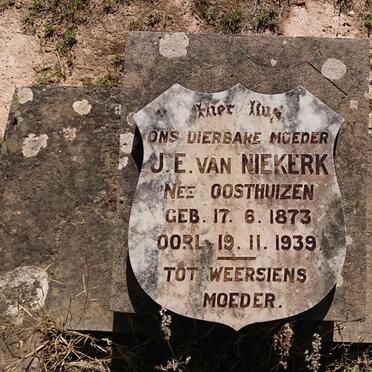 Hier Rus
ONS DIERBARE MOEDER
J. E. VAN NIEKERK
NEE OOSTHUIZEN
GEB. 17. 6. 1873
OORL. 19. 11. 1939
TOT WEERSIENS
MOEDER.